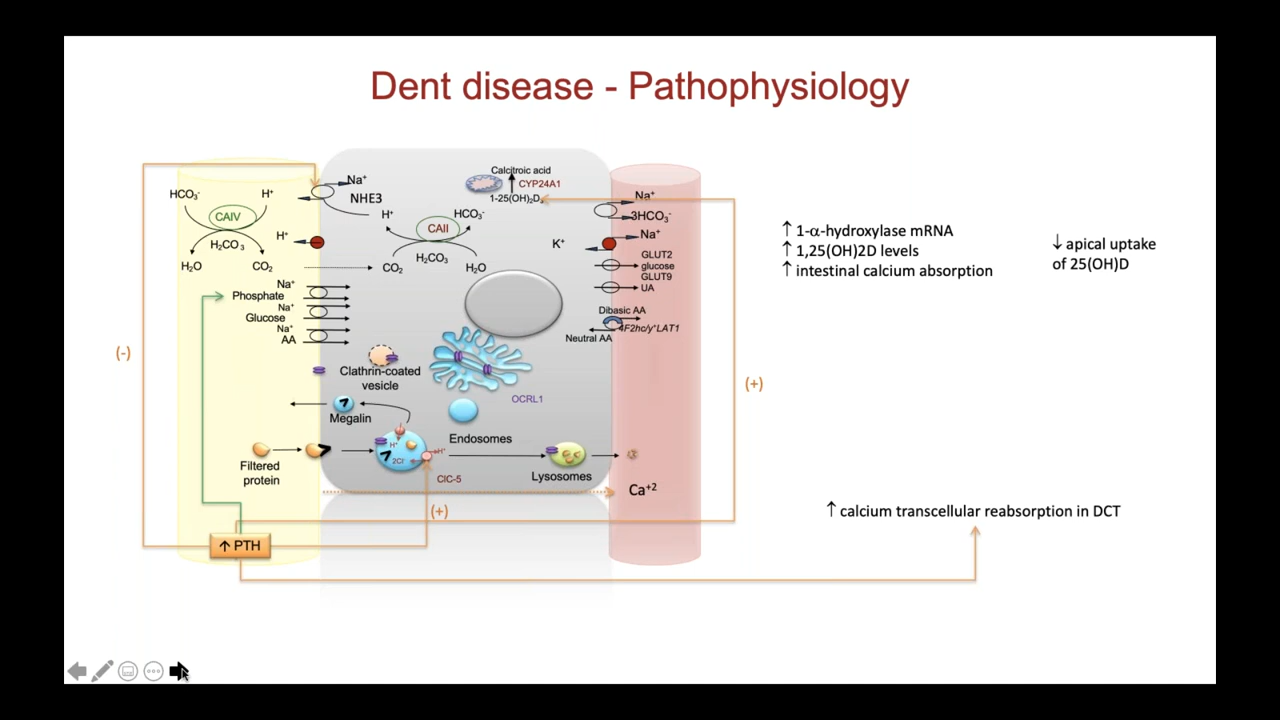 Dent disease - Pathophysiology
HCO₃⁻
H⁺
CAIV
H₂CO₃
H₂O
CO₂
H⁺
Na⁺
Phosphate
Na⁺
Glucose
Na⁺
AA
Na⁺
NHE3
H⁺
HCO₃⁻
CAII
H₂CO₃
CO₂
H₂O
Calcitroic acid
CYP24A1
1-25(OH)₂D₃
K⁺
Na⁺
3HCO₃⁻
Na⁺
GLUT2
glucose
GLUT9
UA
Dibasic AA
4F2hc/y⁺LAT1
Neutral AA
↑ 1-α-hydroxylase mRNA
↑ 1,25(OH)2D levels
↑ intestinal calcium absorption
↓ apical uptake
of 25(OH)D
(-)
(+)
Clathrin-coated
vesicle
OCRL1
Megalin
Endosomes
H⁺
H⁺
2Cl⁻
Filtered
protein
ClC-5
Lysosomes
Ca⁺²
(+)
↑ calcium transcellular reabsorption in DCT
↑ PTH